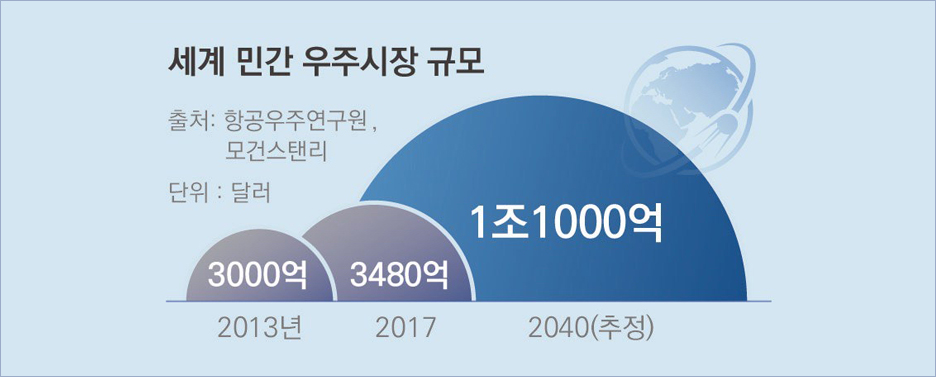 세계 민간 우주시장 규모
출처: 항공우주연구원,
모건스탠리
단위 : 달러
3000억
3480억
1조1000억
2013년
2017
2040(추정)